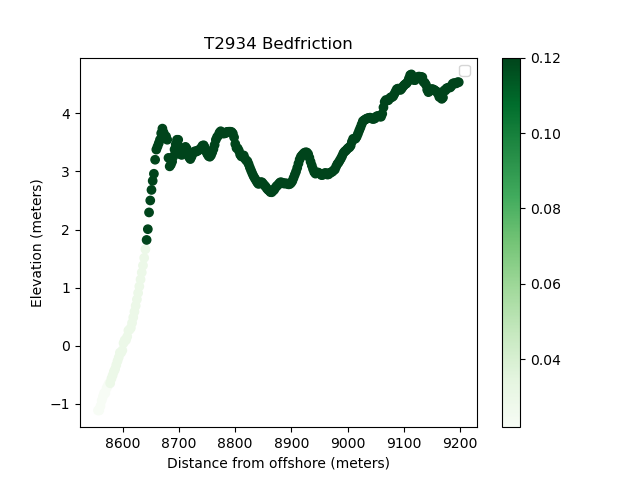 T2934 Bedfriction
Elevation (meters)
4
3
2
1
0
−1
8600 8700 8800 8900 9000 9100 9200
Distance from offshore (meters)
0.12
0.10
0.08
0.06
0.04